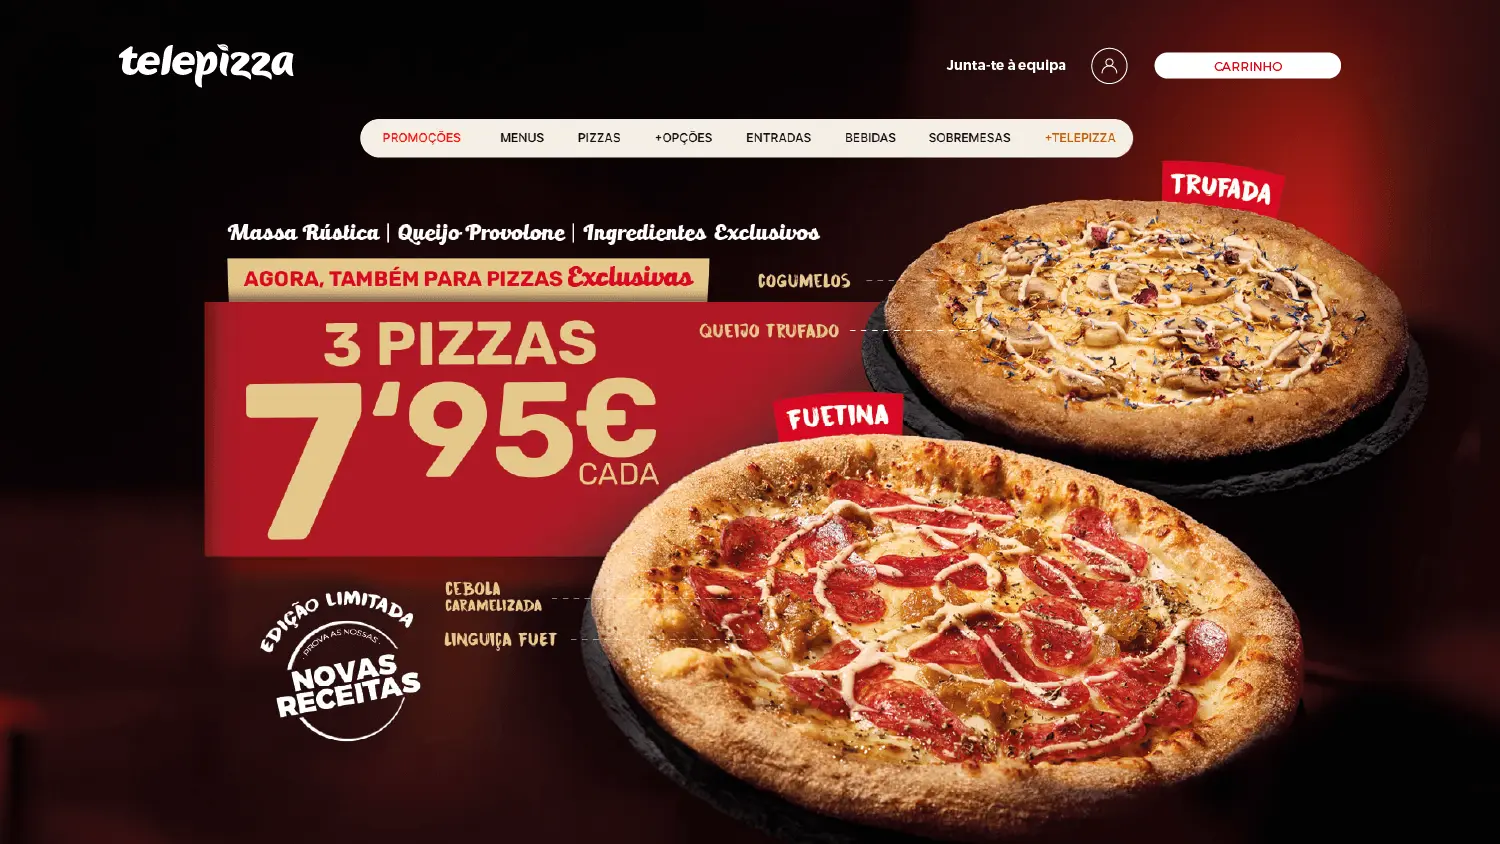 telepizza
Junta-te à equipa
CARRINHO
PROMOÇÕES MENUS PIZZAS +OPÇÕES ENTRADAS BEBIDAS SOBREMESAS +TELEPIZZA
TRUFADA
Massa Rústica | Queijo Provolone | Ingredientes Exclusivos
AGORA, TAMBÉM PARA PIZZAS Exclusivas
COGUMELOS
QUEIJO TRUFADO
3 PIZZAS
7‘95€
CADA
FUETINA
CEBOLA
CARAMELIZADA
LINGUIÇA FUET
EDIÇÃO LIMITADA
PROVA AS NOSSAS
NOVAS
RECEITAS